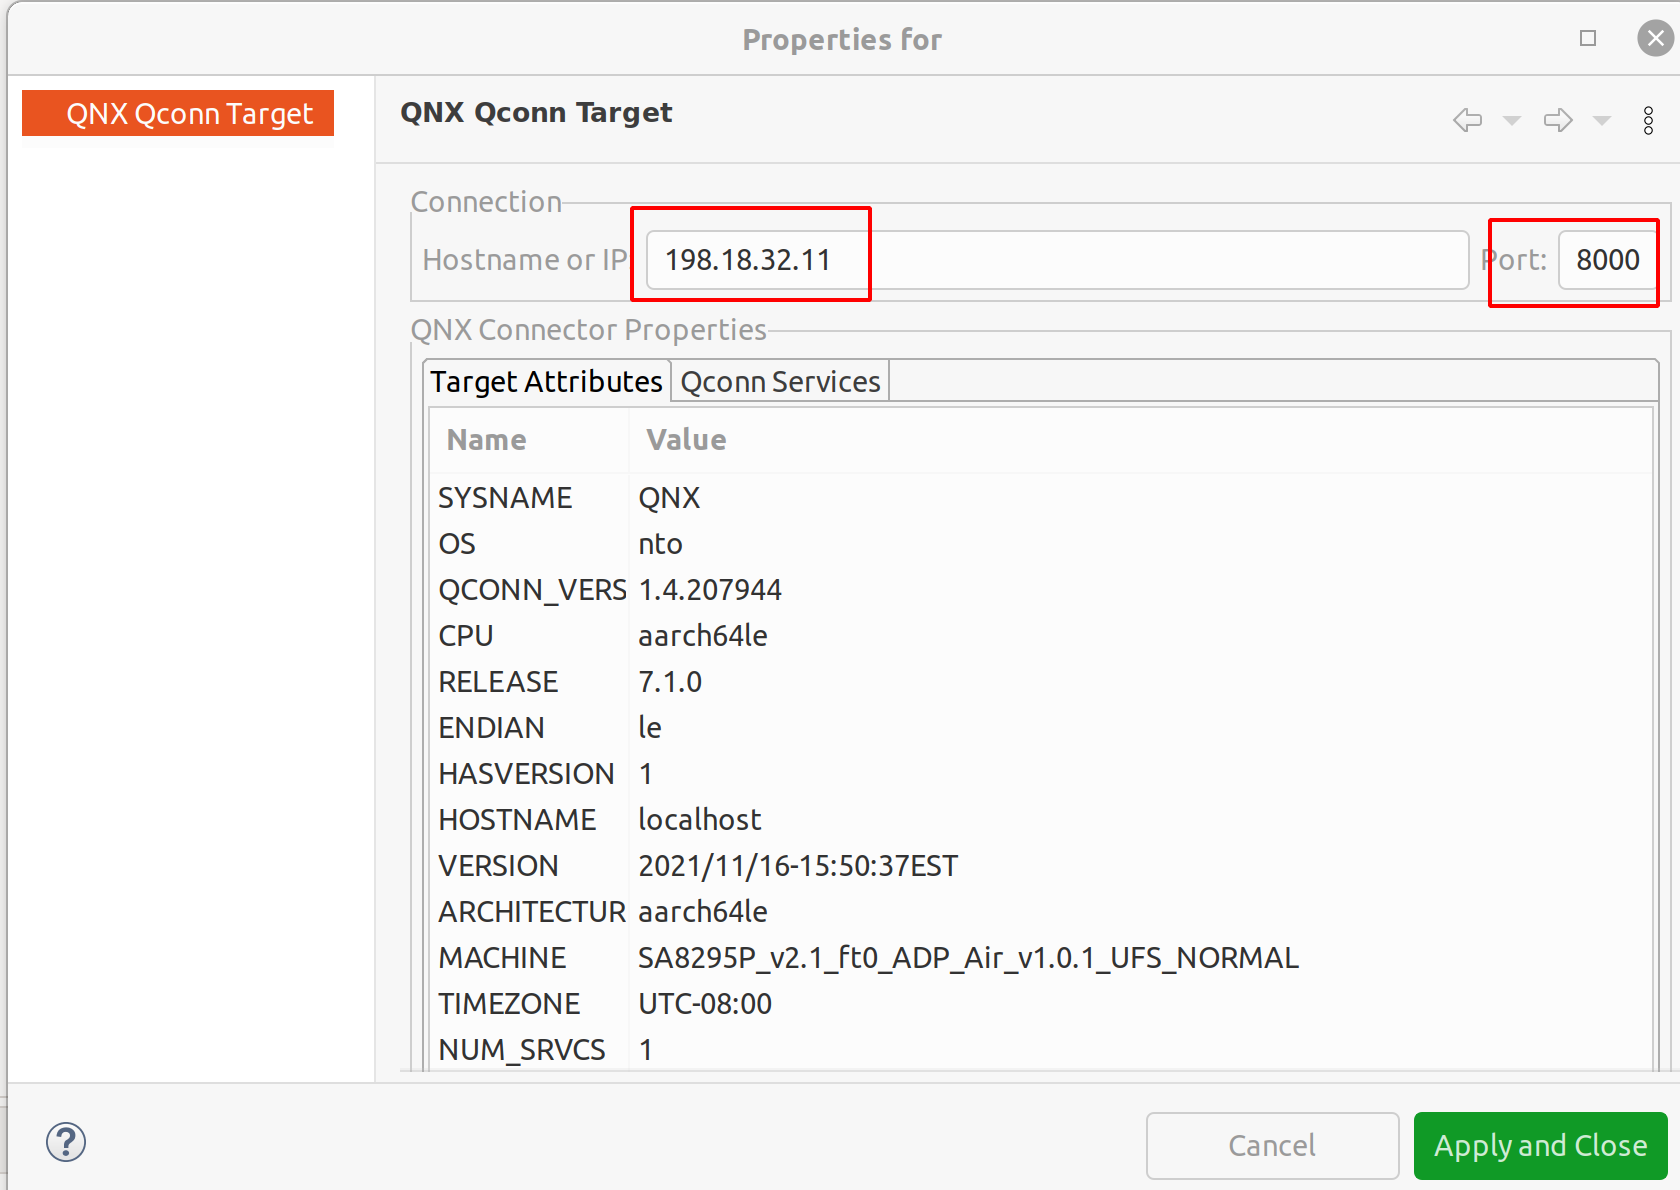 Properties for
QNX Qconn Target
QNX Qconn Target
Connection
Hostname or IP
198.18.32.11
Port:
8000
QNX Connector Properties
Target Attributes
Qconn Services
Name Value
SYSNAME QNX
OS nto
QCONN_VERS 1.4.207944
CPU aarch64le
RELEASE 7.1.0
ENDIAN le
HASVERSION 1
HOSTNAME localhost
VERSION 2021/11/16-15:50:37EST
ARCHITECTUR aarch64le
MACHINE SA8295P_v2.1_ft0_ADP_Air_v1.0.1_UFS_NORMAL
TIMEZONE UTC-08:00
NUM_SRVCS 1
?
Cancel
Apply and Close